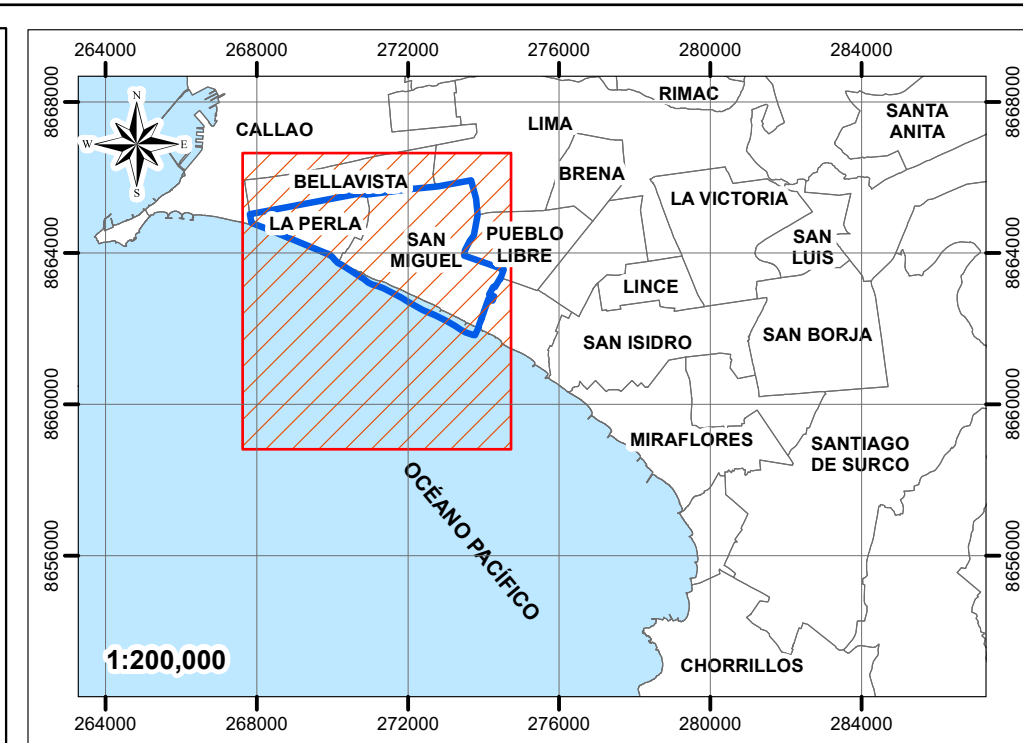 264000 268000 272000 276000 280000 284000
8668000
8668000
N
W E
S
CALLAO
RIMAC
LIMA
SANTA
ANITA
BRENA
BELLAVISTA
LA VICTORIA
LA PERLA
SAN
MIGUEL
PUEBLO
LIBRE
SAN
LUIS
8664000
8664000
LINCE
SAN ISIDRO
SAN BORJA
8660000
8660000
MIRAFLORES
SANTIAGO
DE SURCO
OCÉANO PACÍFICO
8656000
8656000
1:200,000
CHORRILLOS
264000 268000 272000 276000 280000 284000